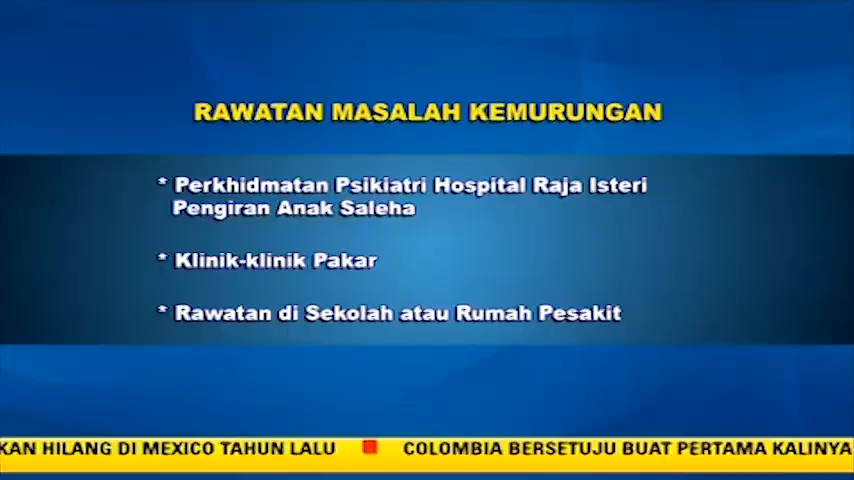 RAWATAN MASALAH KEMURUNGAN
* Perkhidmatan Psikiatri Hospital Raja Isteri
Pengiran Anak Saleha
* Klinik-klinik Pakar
* Rawatan di Sekolah atau Rumah Pesakit
KAN HILANG DI MEXICO TAHUN LALU COLOMBIA BERSETUJU BUAT PERTAMA KALINYA